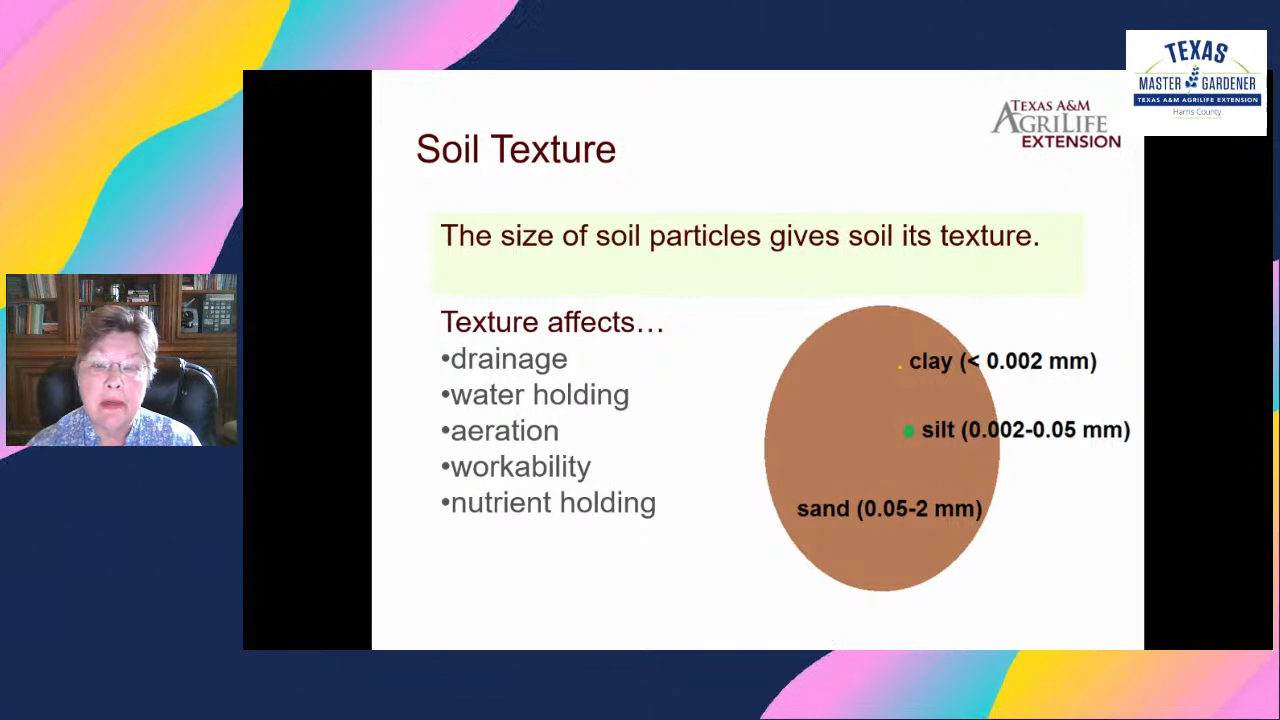 TEXAS
MASTER GARDENER
TEXAS A&M AGRILIFE EXTENSION
Harris County
TEXAS A&M
AGRILIFE
EXTENSION
Soil Texture
The size of soil particles gives soil its texture.
Texture affects…
•drainage
•water holding
•aeration
•workability
•nutrient holding
clay (< 0.002 mm)
silt (0.002-0.05 mm)
sand (0.05-2 mm)